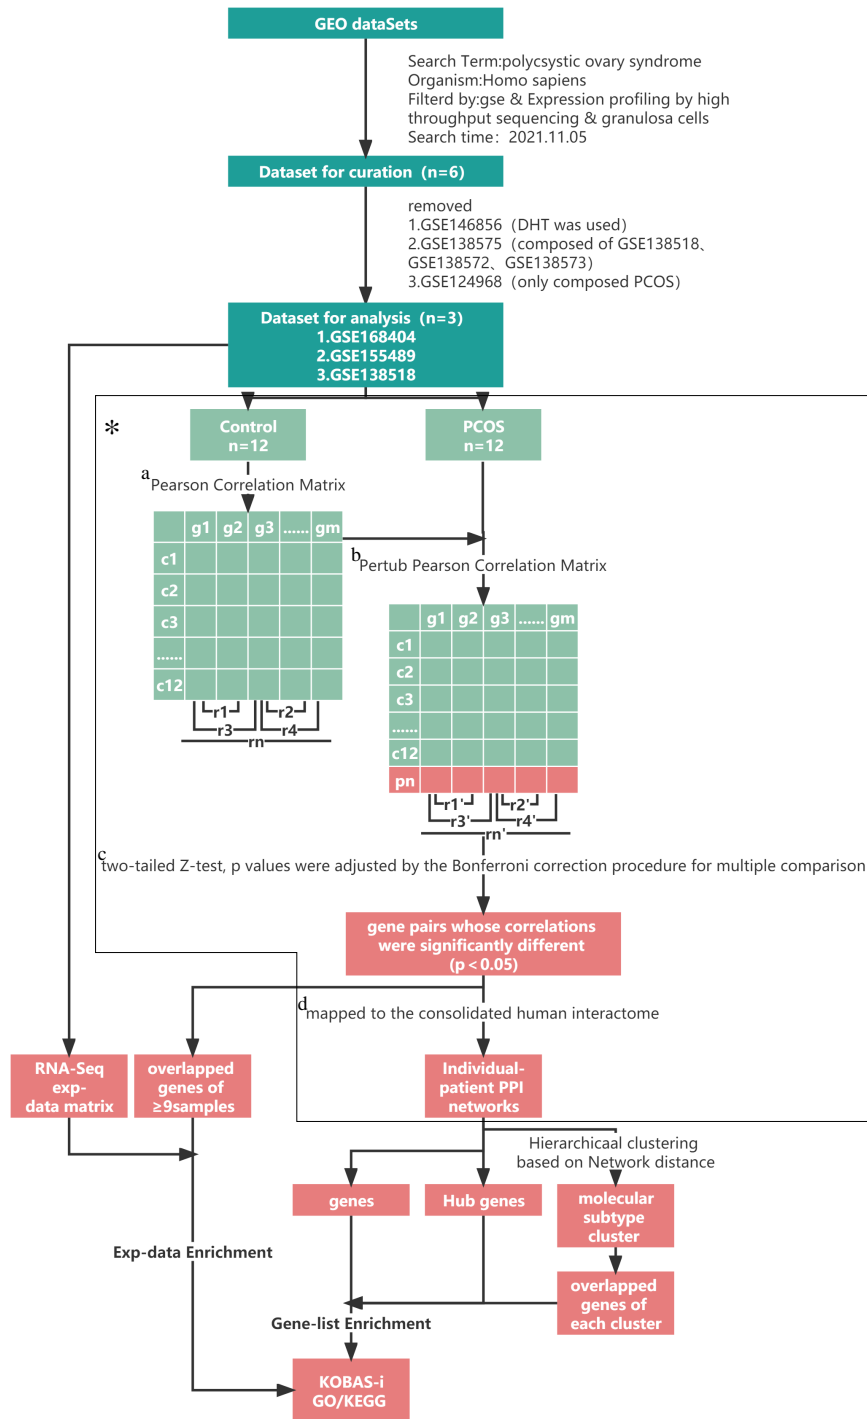 GEO dataSets
Search Term:polycsystic ovary syndrome
Organism:Homo sapiens
Filterd by:gse & Expression profiling by high
throughput sequencing & granulosa cells
Search time：2021.11.05
Dataset for curation（n=6）
removed
1.GSE146856（DHT was used）
2.GSE138575（composed of GSE138518、
GSE138572、GSE138573）
3.GSE124968（only composed PCOS）
Dataset for analysis（n=3）
1.GSE168404
2.GSE155489
3.GSE138518
*
Control
n=12
PCOS
n=12
a
Pearson Correlation Matrix
g1 g2 g3 ...... gm
c1
c2
c3
......
c12
r1 r2
r3 r4
rn
b
Pertub Pearson Correlation Matrix
g1 g2 g3 ...... gm
c1
c2
c3
......
c12
pn
r1' r2'
r3' r4'
rn'
c
two-tailed Z-test, p values were adjusted by the Bonferroni correction procedure for multiple comparison
gene pairs whose correlations
were significantly different
(p＜0.05)
d
mapped to the consolidated human interactome
RNA-Seq
exp-
data matrix
overlapped
genes of
≥9samples
Individual-
patient PPI
networks
Hierarchicaal clustering
based on Network distance
genes
Hub genes
molecular
subtype
cluster
Exp-data Enrichment
overlapped
genes of
each cluster
Gene-list Enrichment
KOBAS-i
GO/KEGG